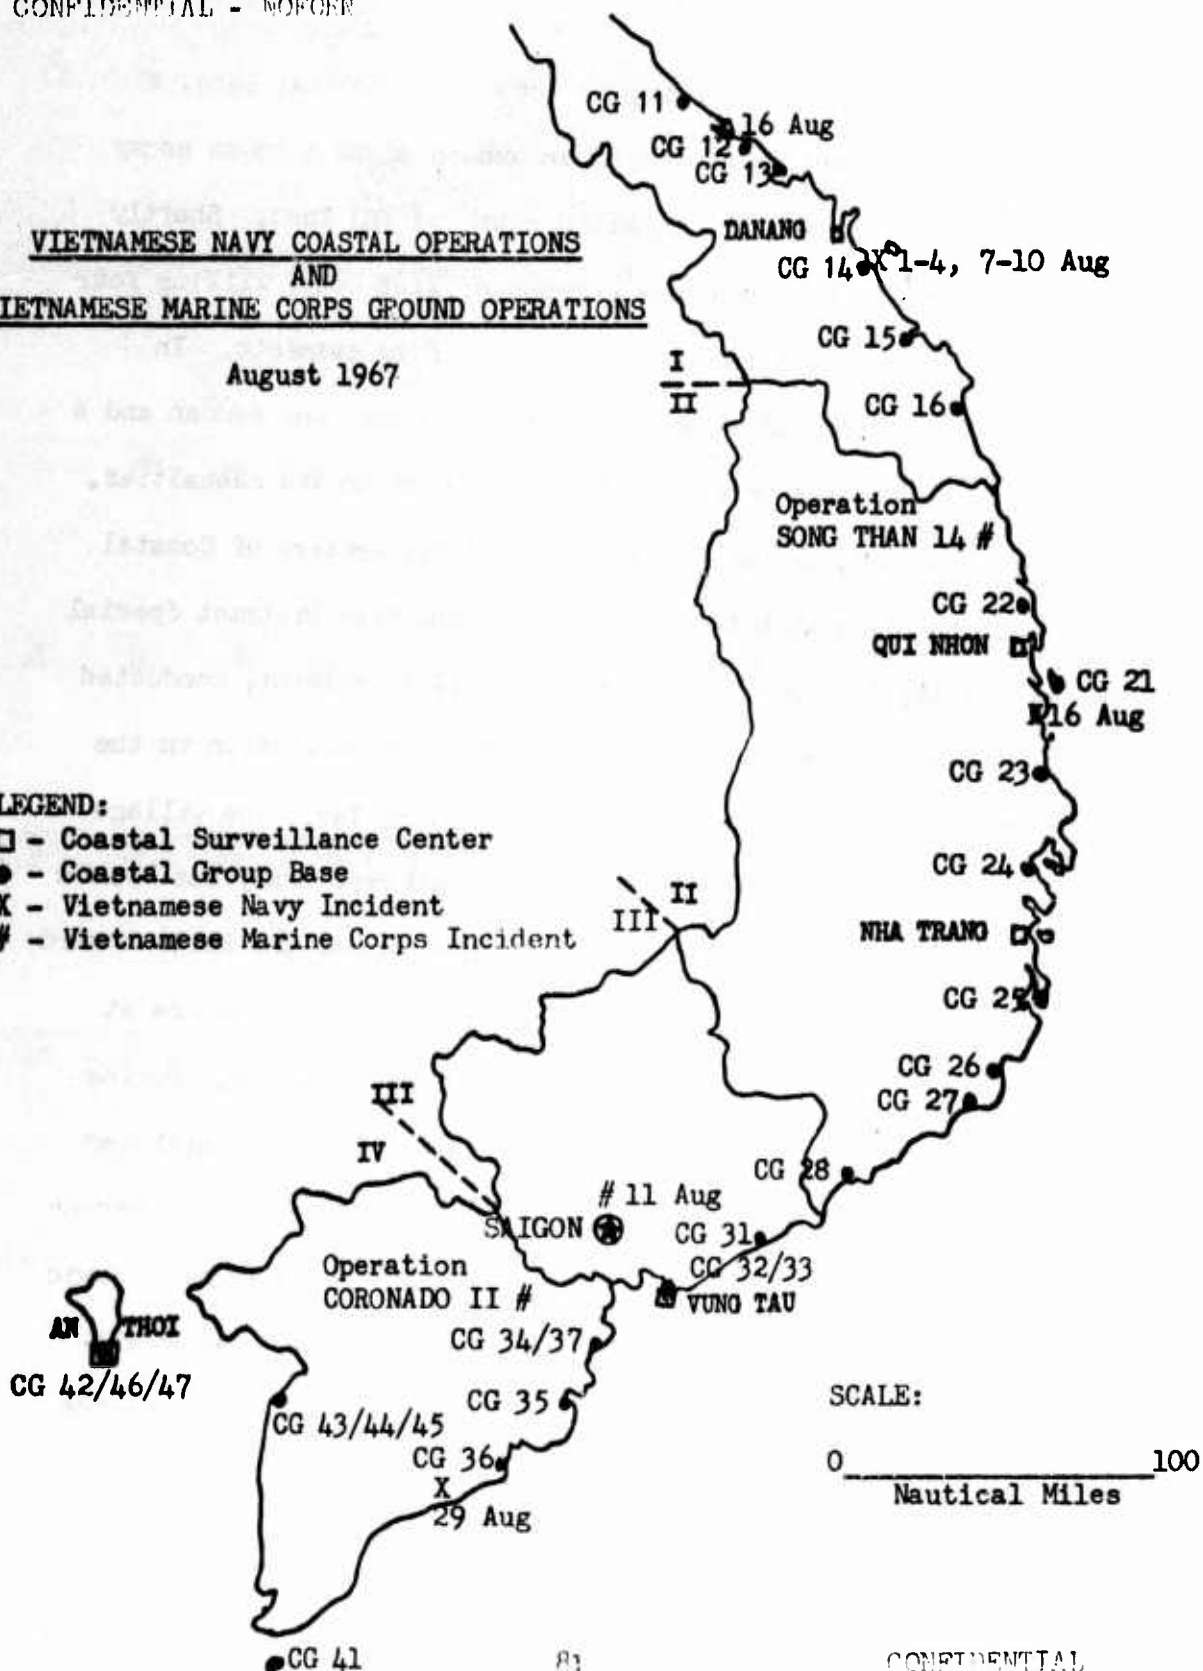 CONFIDENTIAL - NOFORN
CG 11
16 Aug
CG 12
CG 13
VIETNAMESE NAVY COASTAL OPERATIONS
AND
IETNAMESE MARINE CORPS GROUND OPERATIONS
August 1967
DANANG
CG 14 X 1-4, 7-10 Aug
CG 15
I
II
CG 16
Operation
SONG THAN 14 #
CG 22
QUI NHON
CG 21
X 16 Aug
CG 23
LEGEND:
□ - Coastal Surveillance Center
● - Coastal Group Base
X - Vietnamese Navy Incident
# - Vietnamese Marine Corps Incident
CG 24
II
III
NHA TRANG
CG 25
CG 26
CG 27
III
IV
CG 28
# 11 Aug
SAIGON
CG 31
CG 32/33
VUNG TAU
Operation
CORONADO II #
AN THOI
CG 42/46/47
CG 34/37
CG 35
CG 43/44/45
CG 36
X
29 Aug
SCALE:
0 100
Nautical Miles
CG 41
81
CONFIDENTIAL